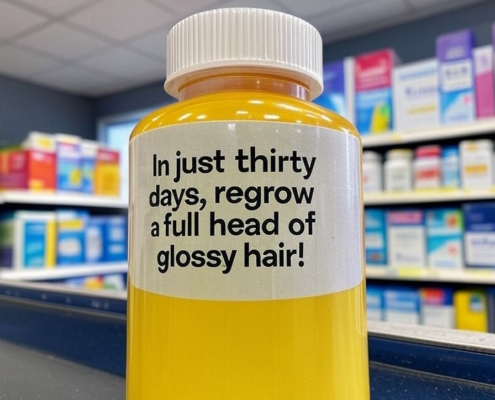 In just thirty
days, regrow
a full head of
glossy hair!